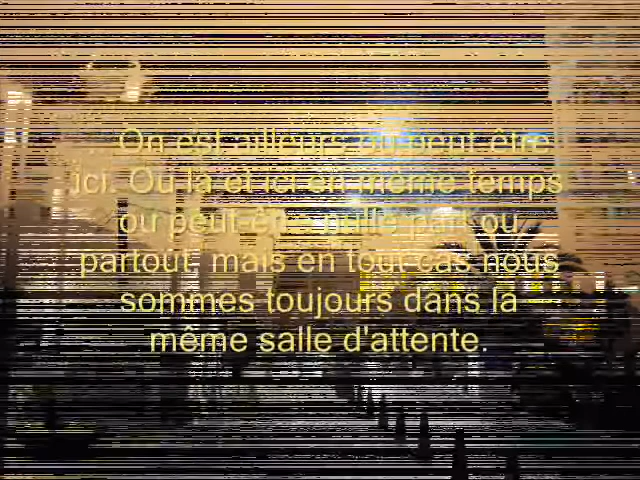 On est ailleurs ou peut-être
ici. Ou là et ici en même temps
ou peut-être nulle part ou
partout, mais en tout cas nous
sommes toujours dans la
même salle d'attente.